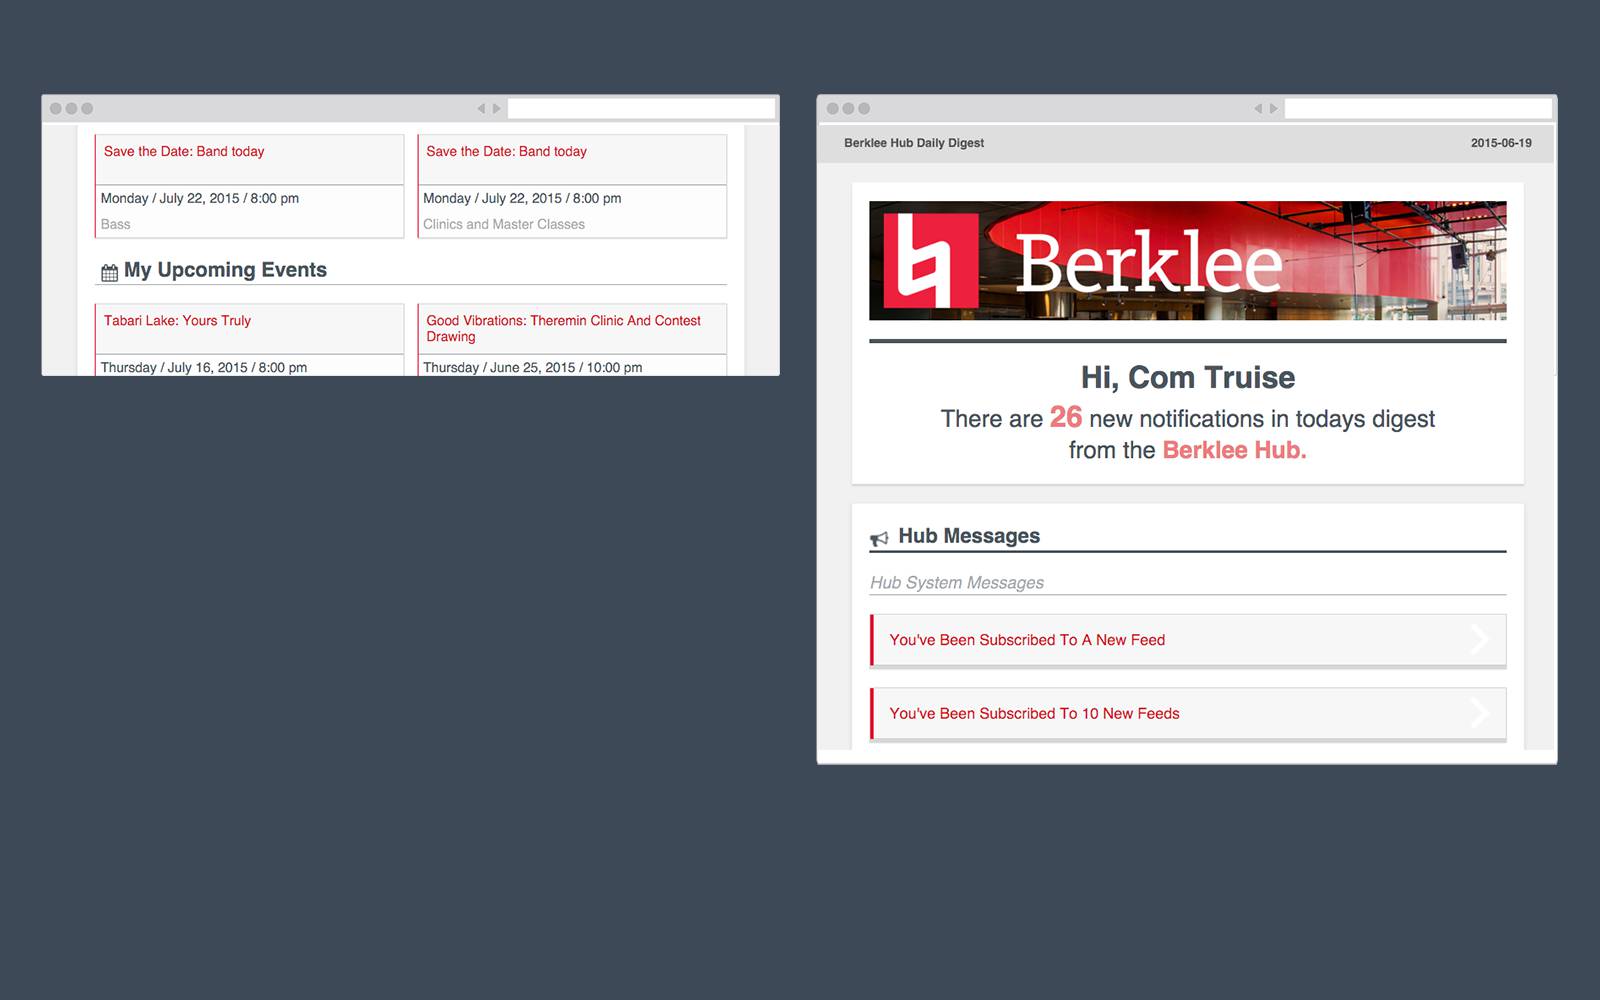 Save the Date: Band today
Monday / July 22, 2015 / 8:00 pm
Bass
Save the Date: Band today
Monday / July 22, 2015 / 8:00 pm
Clinics and Master Classes
My Upcoming Events
Tabari Lake: Yours Truly
Thursday / July 16, 2015 / 8:00 pm
Good Vibrations: Theremin Clinic And Contest
Drawing
Thursday / June 25, 2015 / 10:00 pm
Berklee Hub Daily Digest
2015-06-19
Berklee
Hi, Com Truise
There are 26 new notifications in todays digest
from the Berklee Hub.
Hub Messages
Hub System Messages
You've Been Subscribed To A New Feed
You've Been Subscribed To 10 New Feeds